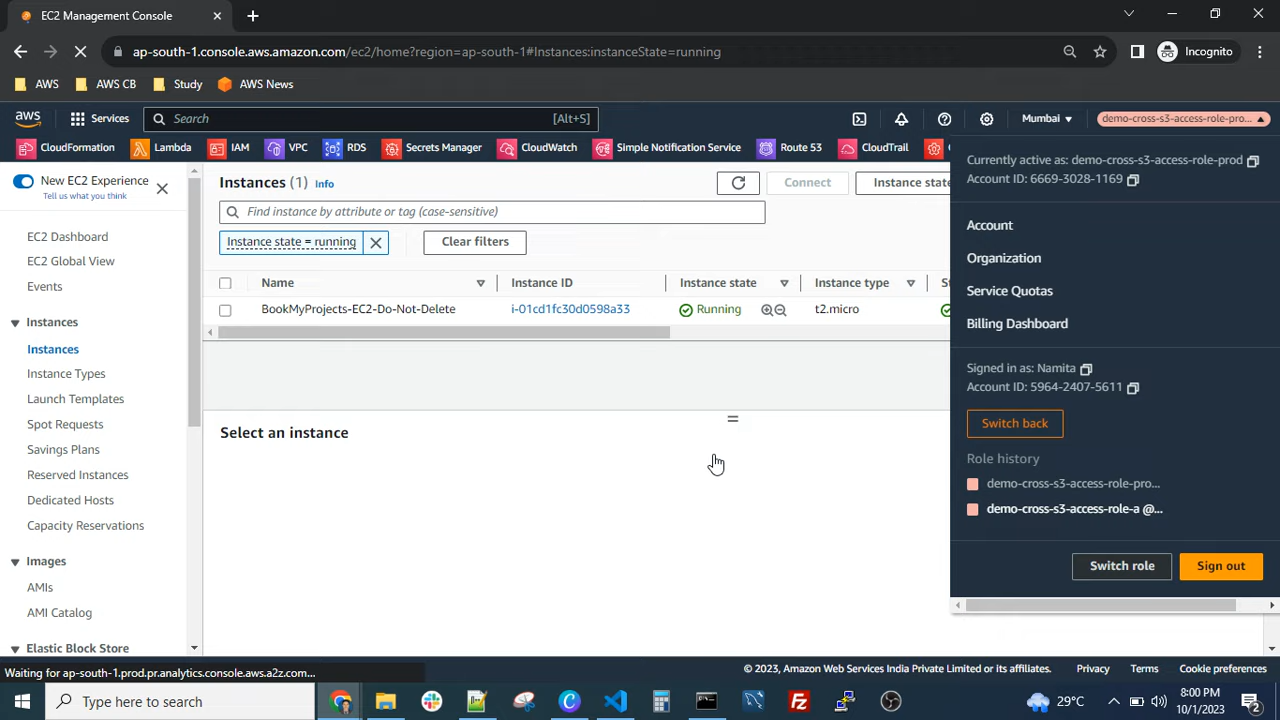 EC2 Management Console
ap-south-1.console.aws.amazon.com/ec2/home?region=ap-south-1#Instances:instanceState=running
Incognito
AWS
AWS CB
Study
AWS News
aws
Services
Search
[Alt+S]
Mumbai
demo-cross-s3-access-role-pro...
CloudFormation
Lambda
IAM
VPC
RDS
Secrets Manager
CloudWatch
Simple Notification Service
Route 53
CloudTrail
New EC2 Experience
Tell us what you think
EC2 Dashboard
EC2 Global View
Events
Instances
Instances
Instance Types
Launch Templates
Spot Requests
Savings Plans
Reserved Instances
Dedicated Hosts
Capacity Reservations
Images
AMIs
AMI Catalog
Elastic Block Store
Instances (1)
Info
Connect
Instance state
Find instance by attribute or tag (case-sensitive)
Instance state = running
Clear filters
Name
Instance ID
Instance state
Instance type
BookMyProjects-EC2-Do-Not-Delete
i-01cd1fc30d0598a33
Running
t2.micro
Select an instance
Currently active as: demo-cross-s3-access-role-prod
Account ID: 6669-3028-1169
Account
Organization
Service Quotas
Billing Dashboard
Signed in as: Namita
Account ID: 5964-2407-5611
Switch back
Role history
demo-cross-s3-access-role-pro...
demo-cross-s3-access-role-a @...
Switch role
Sign out
Waiting for ap-south-1.prod.pr.analytics.console.aws.a2z.com...
© 2023, Amazon Web Services India Private Limited or its affiliates.
Privacy
Terms
Cookie preferences
Type here to search
29°C
8:00 PM
10/1/2023
2